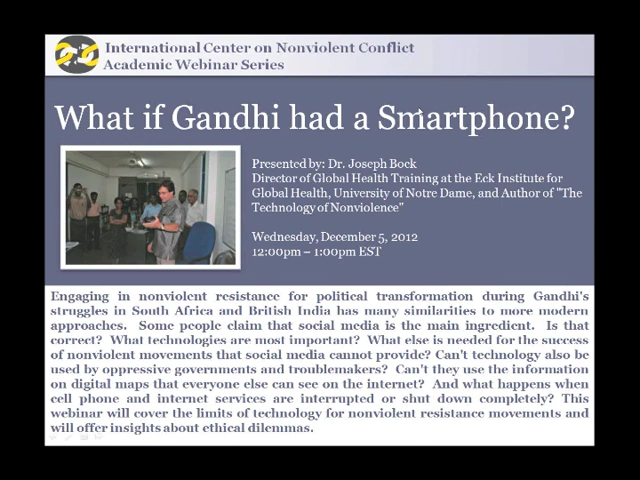 International Center on Nonviolent Conflict
Academic Webinar Series
What if Gandhi had a Smartphone?
Presented by: Dr. Joseph Bock
Director of Global Health Training at the Eck Institute for
Global Health, University of Notre Dame, and Author of "The
Technology of Nonviolence"
Wednesday, December 5, 2012
12:00pm – 1:00pm EST
Engaging in nonviolent resistance for political transformation during Gandhi's
struggles in South Africa and British India has many similarities to more modern
approaches. Some people claim that social media is the main ingredient. Is that
correct? What technologies are most important? What else is needed for the success
of nonviolent movements that social media cannot provide? Can't technology also be
used by oppressive governments and troublemakers? Can't they use the information
on digital maps that everyone else can see on the internet? And what happens when
cell phone and internet services are interrupted or shut down completely? This
webinar will cover the limits of technology for nonviolent resistance movements and
will offer insights about ethical dilemmas.